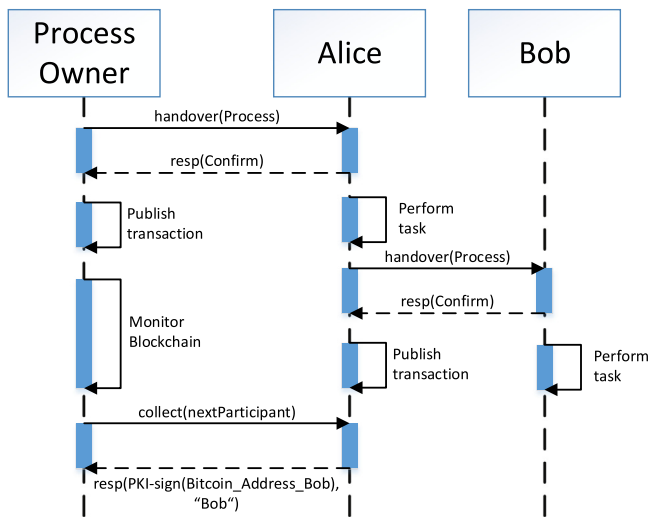 Process
Owner
Alice
Bob
handover(Process)
resp(Confirm)
Publish
transaction
Perform
task
handover(Process)
resp(Confirm)
Monitor
Blockchain
Publish
transaction
Perform
task
collect(nextParticipant)
resp(PKI-sign(Bitcoin_Address_Bob),
“Bob“)